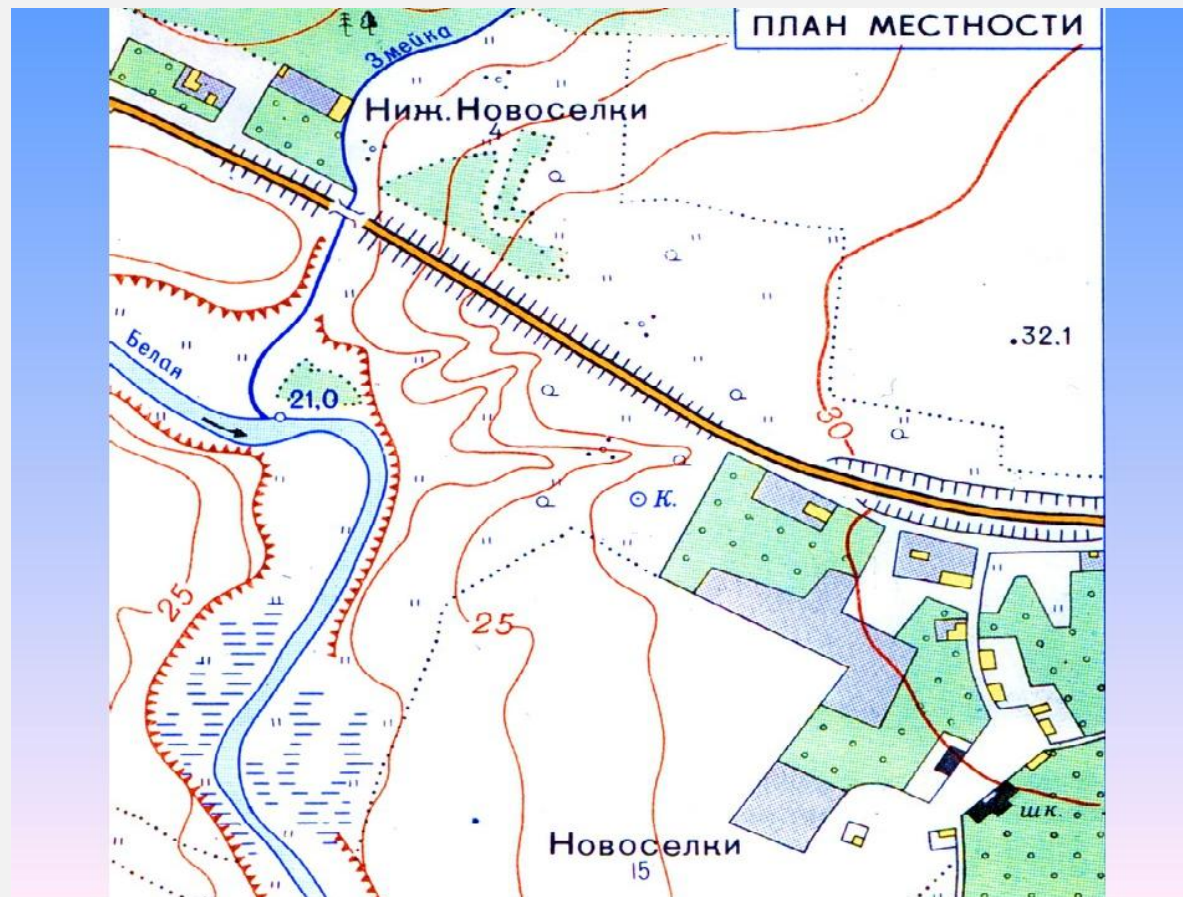 ПЛАН МЕСТНОСТИ
Змейка
Ниж. Новоселки
4
32.1
Белая
21,0
30
К.
25
25
шк.
Новоселки
15